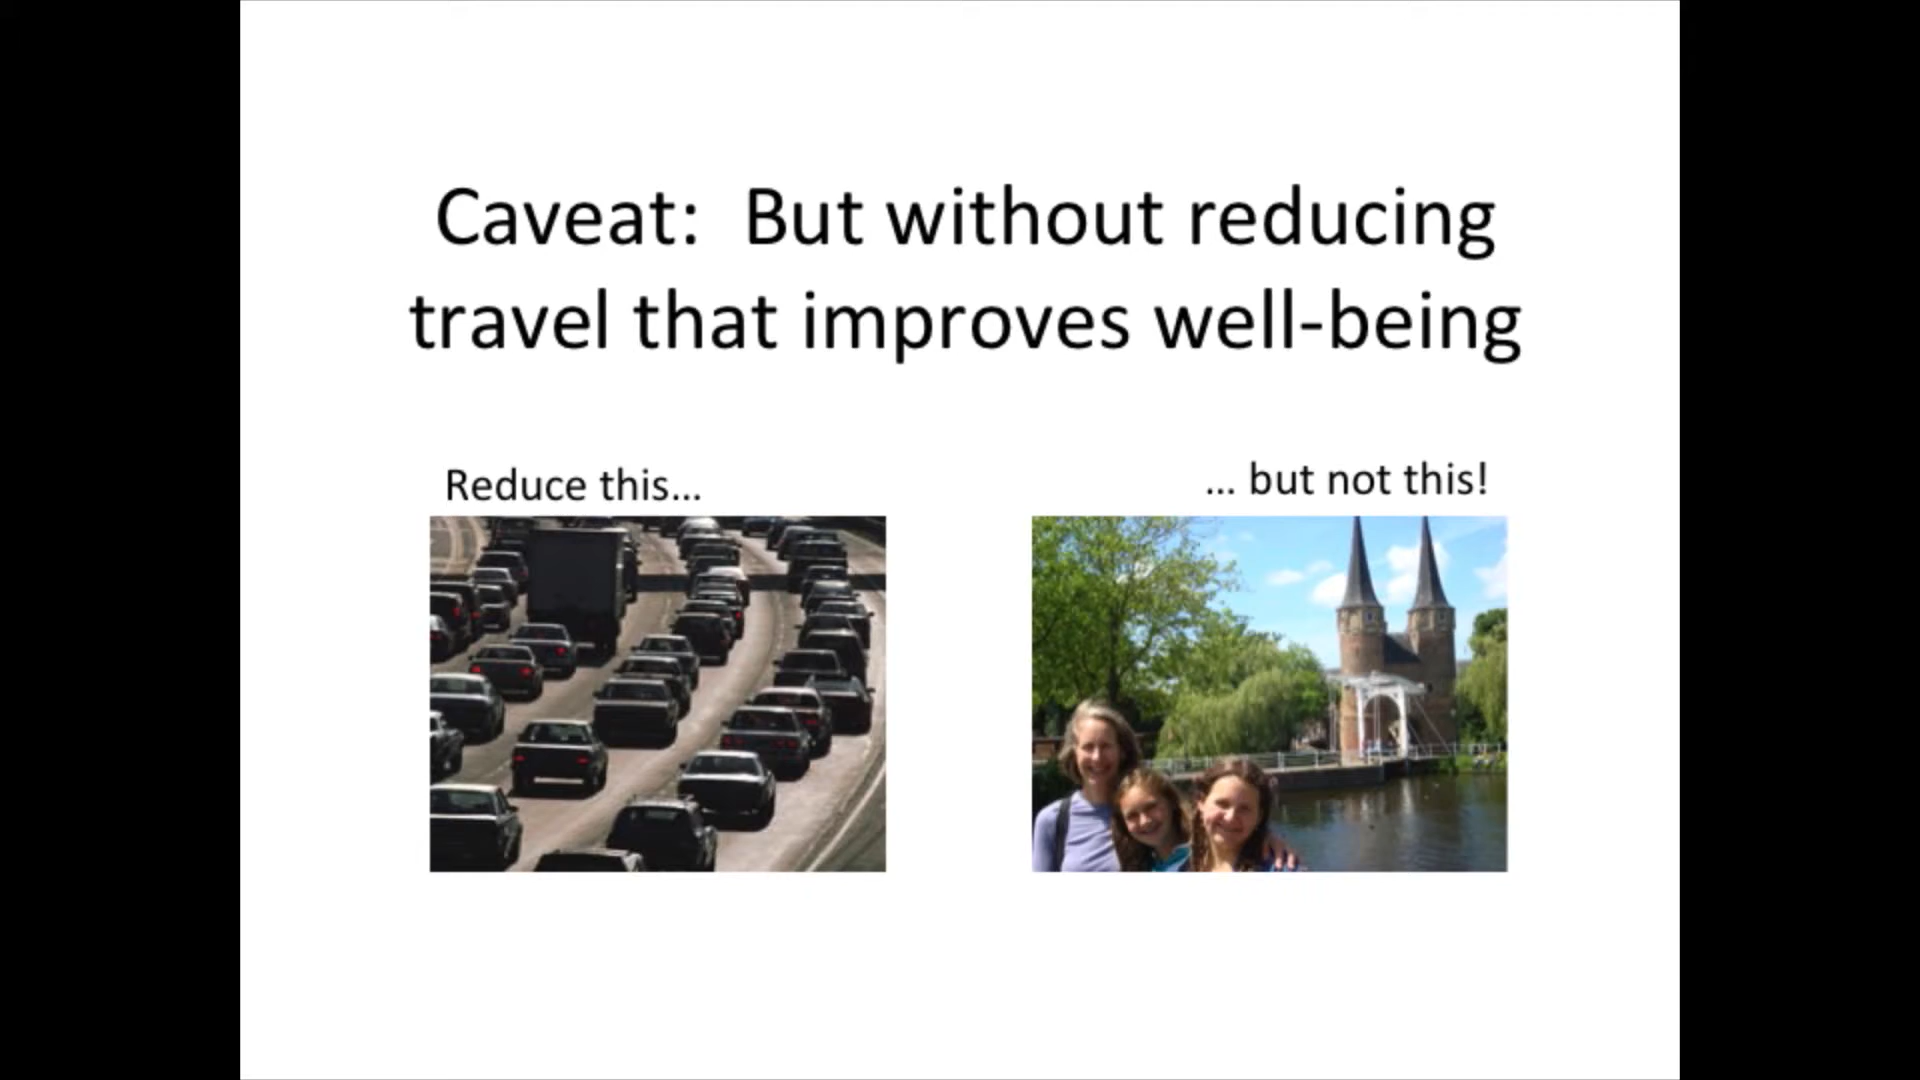 Caveat:  But without reducing
travel that improves well-being
Reduce this...
... but not this!